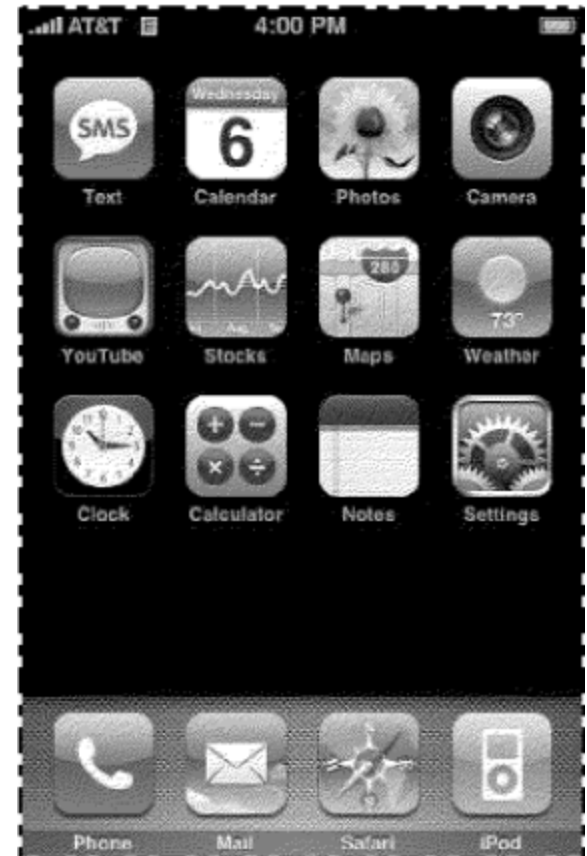 AT&T 4:00 PM
SMS Wednesday 6 280
Text Calendar Photos Camera
Aug 73°
YouTube Stocks Maps Weather
Clock Calculator Notes Settings
Phone Mail Safari iPod